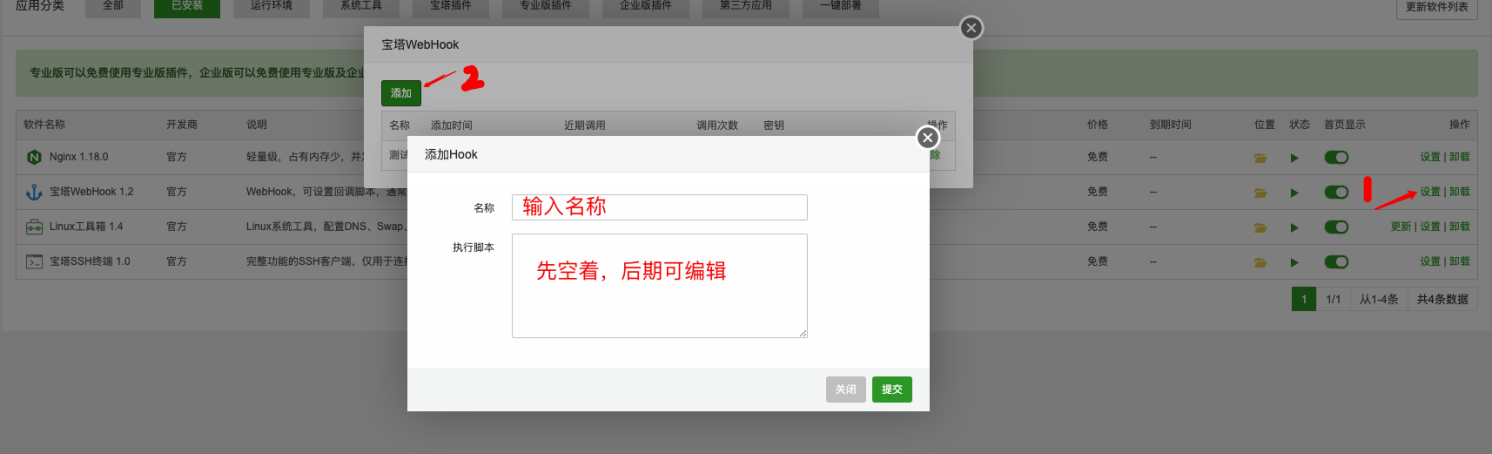 应用分类 全部 已安装 运行环境 系统工具 宝塔插件 专业版插件 企业版插件 第三方应用 一键部署 更新软件列表
宝塔WebHook
专业版可以免费使用专业版插件，企业版可以免费使用专业版及企业
添加 2
软件名称 开发商 说明 名称 添加时间 近期调用 调用次数 密钥 操作 价格 到期时间 位置 状态 首页显示 操作
添加Hook
Nginx 1.18.0 官方 轻量级，占有内存少，并 测试 除 免费 -- 设置 | 卸载
宝塔WebHook 1.2 官方 WebHook，可设置回调脚本，通常 免费 -- 1 设置 | 卸载
名称 输入名称
Linux工具箱 1.4 官方 Linux系统工具，配置DNS、Swap、 免费 -- 更新 | 设置 | 卸载
执行脚本
宝塔SSH终端 1.0 官方 完整功能的SSH客户端，仅用于连 免费 -- 设置 | 卸载
先空着，后期可编辑
1 1/1 从1-4条 共4条数据
关闭 提交